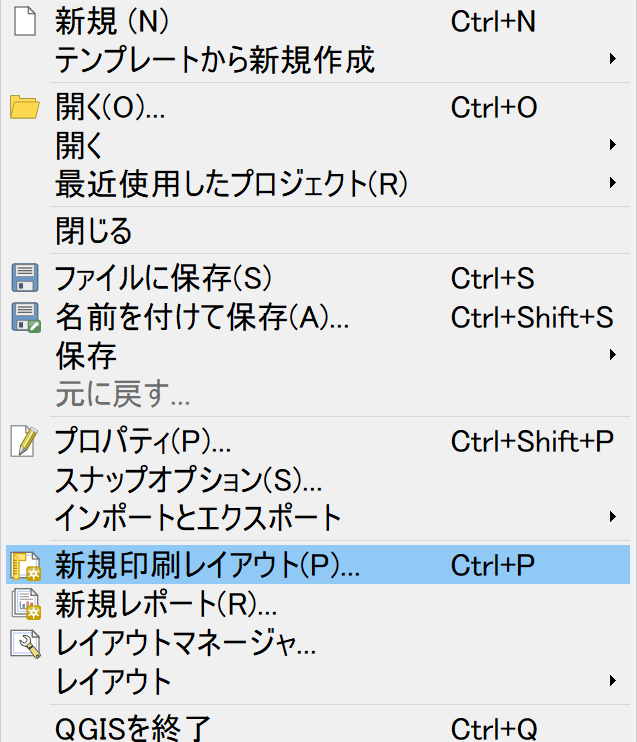 新規 (N) Ctrl+N
テンプレートから新規作成
開く(O)... Ctrl+O
開く
最近使用したプロジェクト(R)
閉じる
ファイルに保存(S) Ctrl+S
名前を付けて保存(A)... Ctrl+Shift+S
保存
元に戻す...
プロパティ(P)... Ctrl+Shift+P
スナップオプション(S)...
インポートとエクスポート
新規印刷レイアウト(P)... Ctrl+P
新規レポート(R)...
レイアウトマネージャ...
レイアウト
QGISを終了 Ctrl+Q